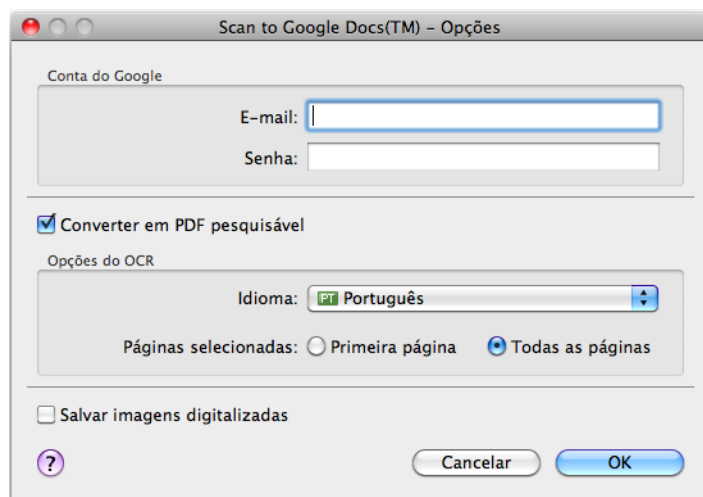 Scan to Google Docs(TM) – Opções
Conta do Google
E-mail:
Senha:
Converter em PDF pesquisável
Opções do OCR
Idioma: PT Português
Páginas selecionadas: Primeira página Todas as páginas
Salvar imagens digitalizadas
? Cancelar OK